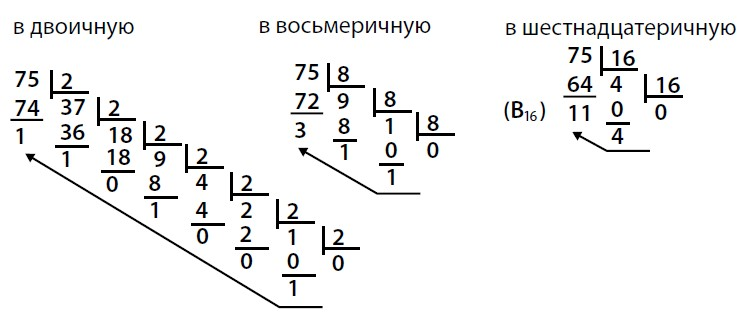 в двоичную
в восьмеричную
в шестнадцатеричную
75 2
74 37 2
1 36 18 2
1 18 9 2
0 8 4 2
1 4 2 2
0 2 1 2
0 0 0
1
75 8
72 9 8
3 8 1 8
1 0 0
1
75 16
64 4 16
(B₁₆) 11 0 0
4